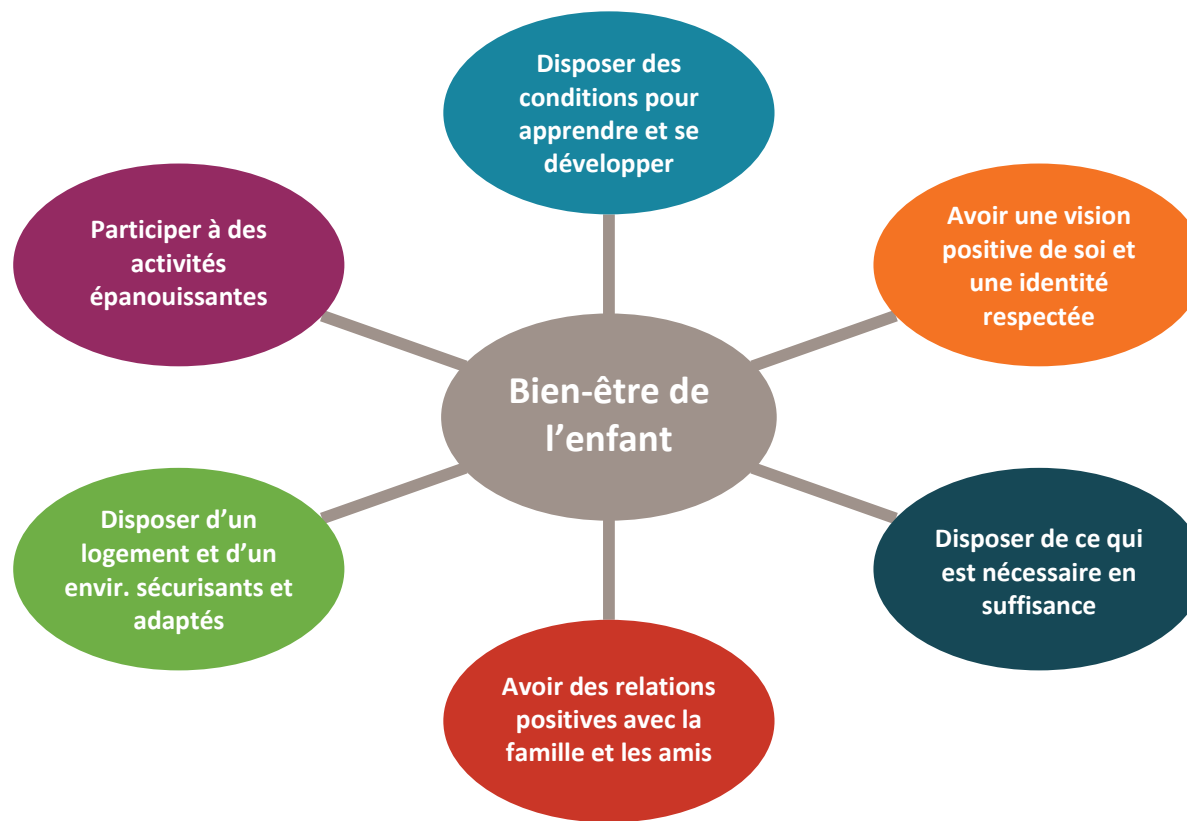 Disposer des
conditions pour
apprendre et se
développer
Participer à des
activités
épanouissantes
Avoir une vision
positive de soi et
une identité
respectée
Bien-être de
l’enfant
Disposer d’un
logement et d’un
envir. sécurisants et
adaptés
Disposer de ce qui
est nécessaire en
suffisance
Avoir des relations
positives avec la
famille et les amis